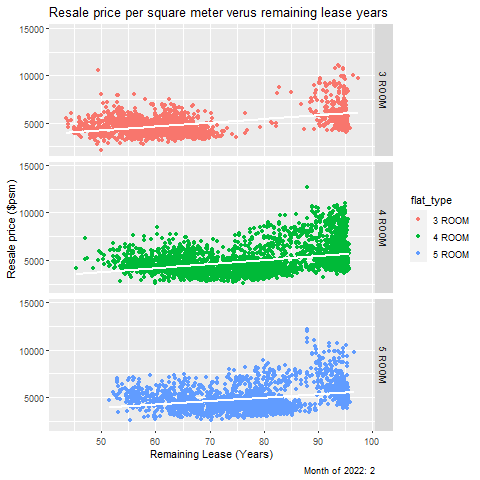 Resale price per square meter verus remaining lease years
Resale price ($psm)
15000
10000
5000
3 ROOM
15000
10000
5000
4 ROOM
15000
10000
5000
5 ROOM
50
60
70
80
90
100
Remaining Lease (Years)
flat_type
3 ROOM
4 ROOM
5 ROOM
Month of 2022: 2